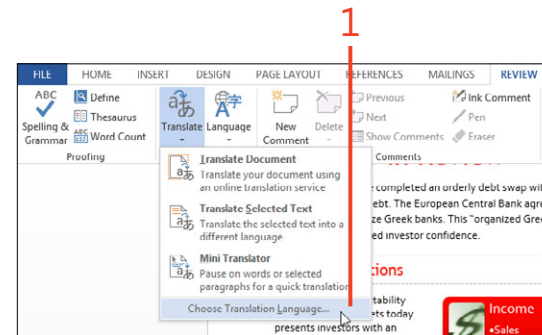 1
FILE HOME INSERT DESIGN PAGE LAYOUT REFERENCES MAILINGS REVIEW
ABC
Spelling &
Grammar
Define
Thesaurus
ABC
123
Word Count
Proofing
Translate
Language
New
Comment
Delete
Previous
Next
Show Comments
Comments
Ink
Comment
Pen
Eraser
Translate Document
Translate your document using
an online translation service
Translate Selected Text
Translate the selected text into a
different language
Mini Translator
Pause on words or selected
paragraphs for a quick translation
Choose Translation Language...
completed an orderly debt swap wit
ebt. The European Central Bank agre
ze Greek banks. This "organized Gre
ed investor confidence.
tions
tability
ets today
presents investors with an
Income
•Sales